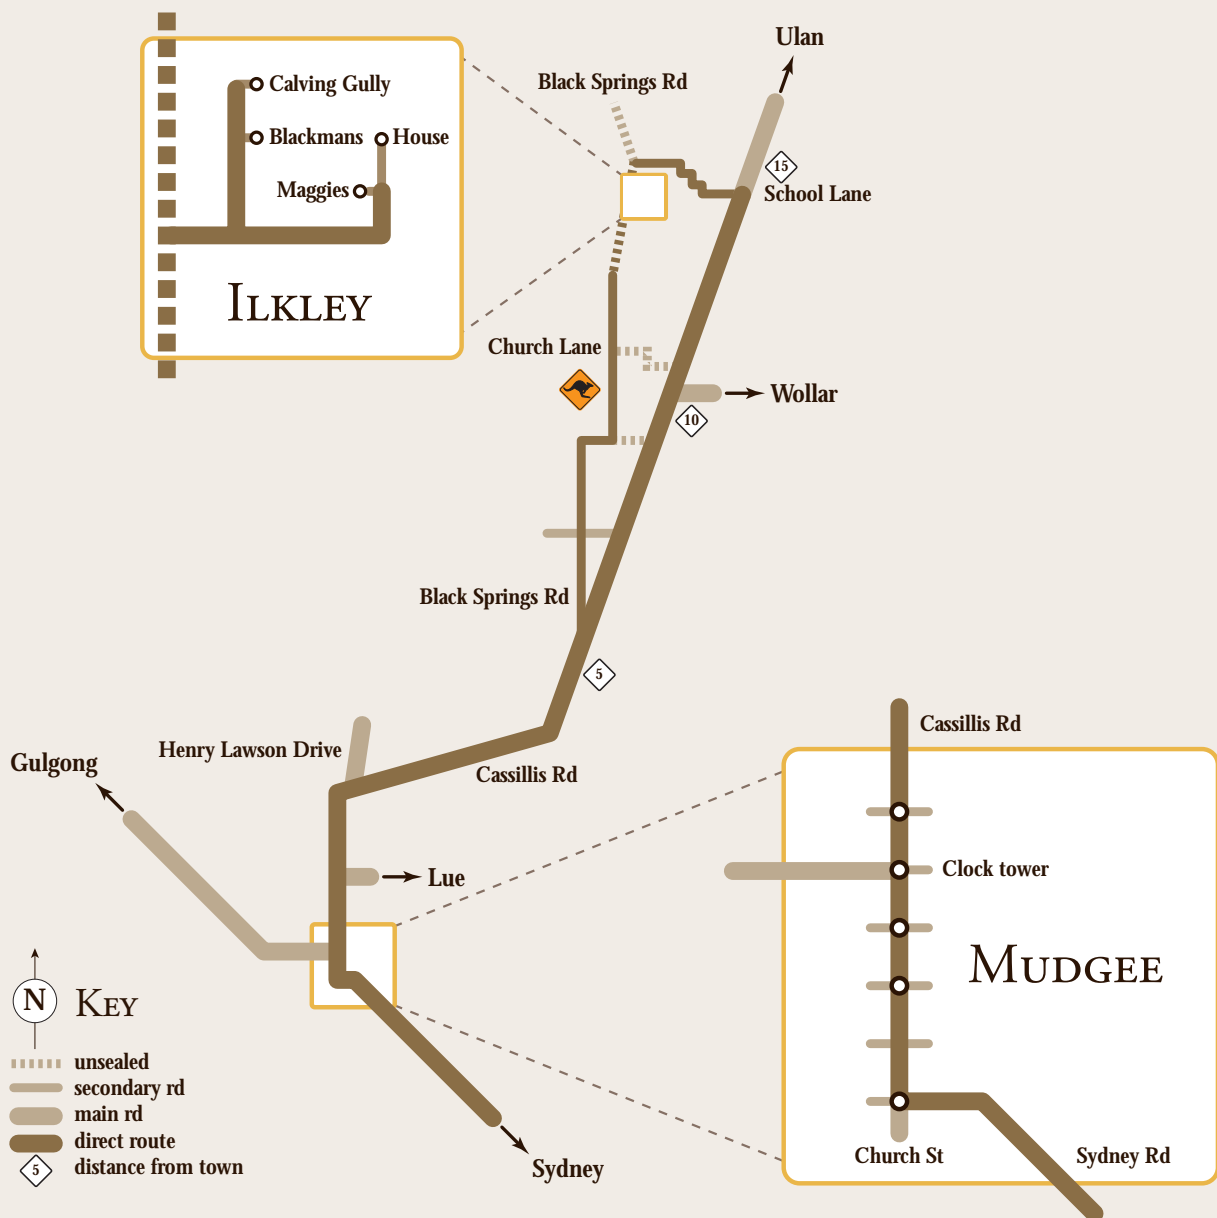 Ulan
Black Springs Rd
Calving Gully
Blackmans
House
Maggies
15
School Lane
ILKLEY
Church Lane
Wollar
10
Black Springs Rd
5
Henry Lawson Drive
Cassillis Rd
Gulgong
Lue
Cassillis Rd
Clock tower
MUDGEE
N
KEY
unsealed
secondary rd
main rd
direct route
5
distance from town
Sydney
Church St
Sydney Rd